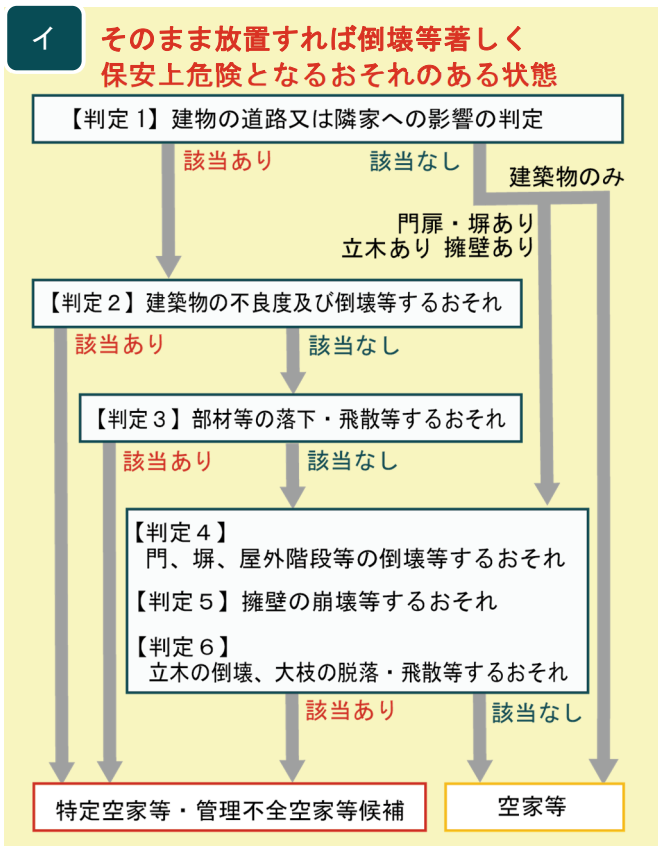 イ
そのまま放置すれば倒壊等著しく
保安上危険となるおそれのある状態
【判定1】建物の道路又は隣家への影響の判定
該当あり
該当なし
建築物のみ
門扉・塀あり
立木あり 擁壁あり
【判定2】建築物の不良度及び倒壊等するおそれ
該当あり
該当なし
【判定3】部材等の落下・飛散等するおそれ
該当あり
該当なし
【判定4】
門、塀、屋外階段等の倒壊等するおそれ
【判定5】擁壁の崩壊等するおそれ
【判定6】
立木の倒壊、大枝の脱落・飛散等するおそれ
該当あり
該当なし
特定空家等・管理不全空家等候補
空家等